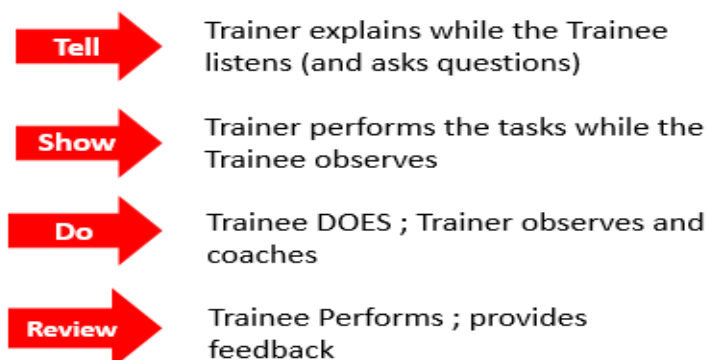 Tell
Trainer explains while the Trainee
listens (and asks questions)
Show
Trainer performs the tasks while the
Trainee observes
Do
Trainee DOES ; Trainer observes and
coaches
Review
Trainee Performs ; provides
feedback